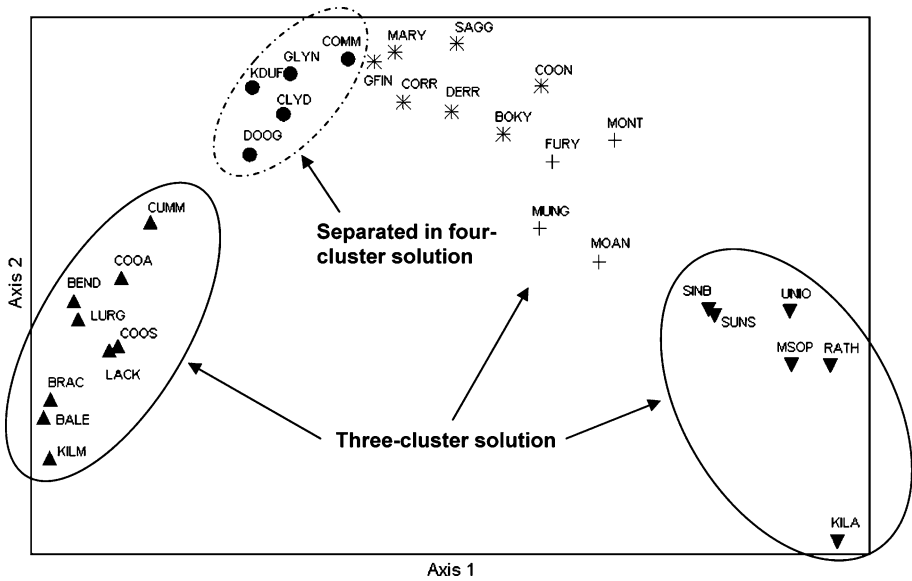 SAGG
MARY
COMM
GLYN
KDUF
GFIN
CORR
COON
DERR
CLYD
BOKY
MONT
DOOG
FURY
CUMM
MUNG
Separated in four-
cluster solution
MOAN
COOA
BEND
SINB
UNIO
LURG
SUNS
COOS
MSOP
RATH
LACK
BRAC
BALE
Three-cluster solution
KILM
KILA
Axis 2
Axis 1